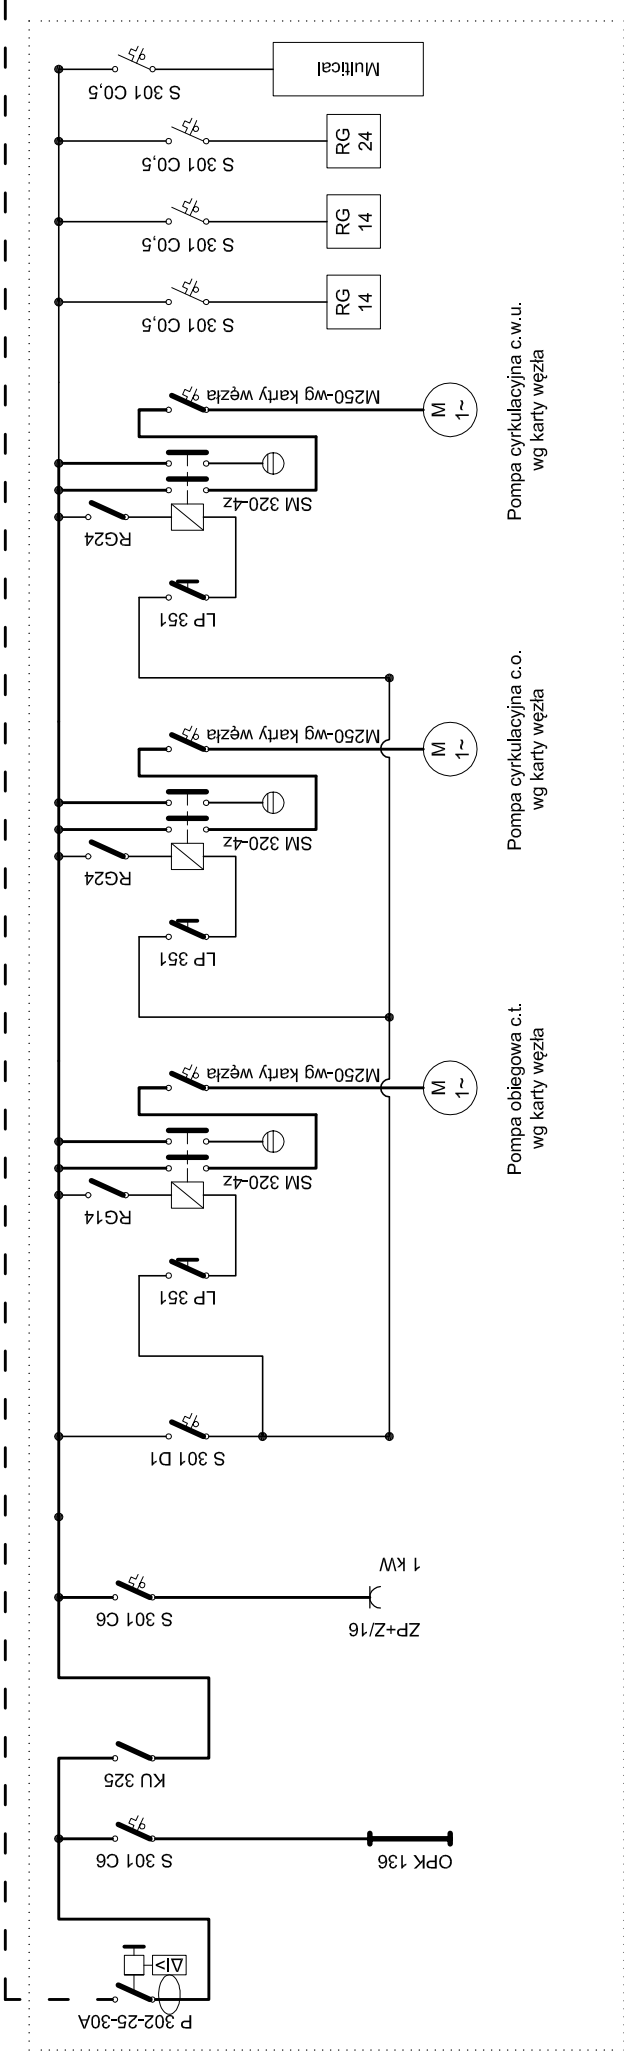 Multical
S 301 C0,5
RG
24
S 301 C0,5
RG
14
S 301 C0,5
RG
14
S 301 C0,5
M250-wg karty węzła
M
1~
SM 320-4z
RG24
LP 351
Pompa cyrkulacyjna c.w.u.
wg karty węzła
M250-wg karty węzła
M
1~
SM 320-4z
RG24
LP 351
Pompa cyrkulacyjna c.o.
wg karty węzła
M250-wg karty węzła
M
1~
SM 320-4z
RG14
LP 351
Pompa obiegowa c.t.
wg karty węzła
S 301 D1
1 kW
S 301 C6
ZP+Z/16
KU 325
S 301 C6
OPK 136
ΔI>
P 302-25-30A